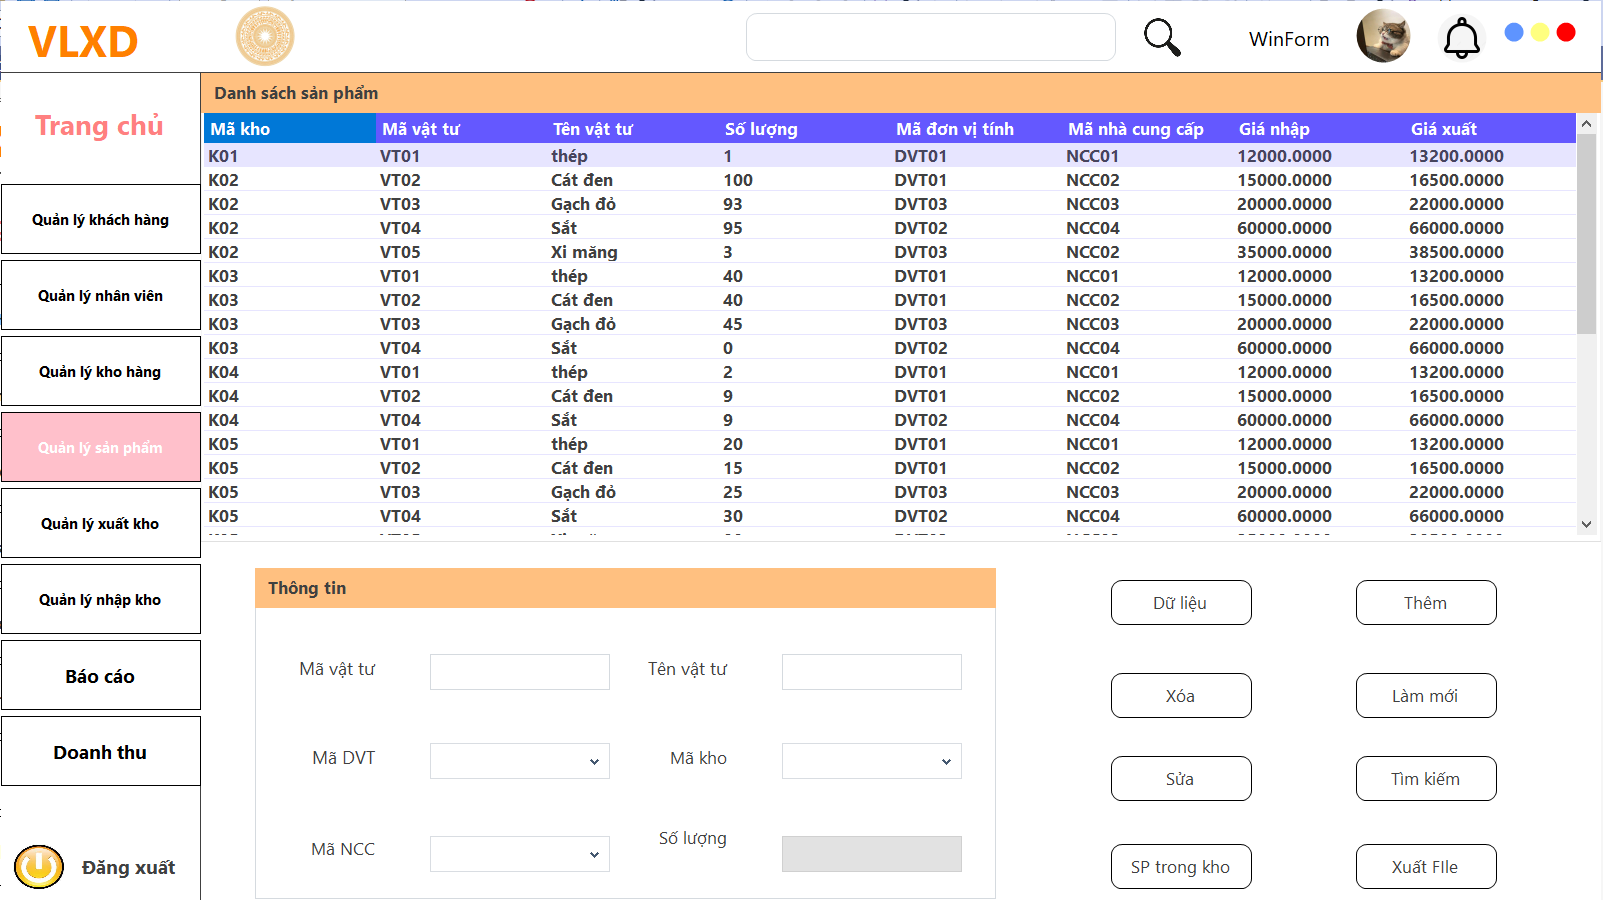 VLXD
WinForm
Trang chủ
Quản lý khách hàng
Quản lý nhân viên
Quản lý kho hàng
Quản lý sản phẩm
Quản lý xuất kho
Quản lý nhập kho
Báo cáo
Doanh thu
Đăng xuất
Danh sách sản phẩm
Mã kho Mã vật tư Tên vật tư Số lượng Mã đơn vị tính Mã nhà cung cấp Giá nhập Giá xuất
K01 VT01 thép 1 DVT01 NCC01 12000.0000 13200.0000
K02 VT02 Cát đen 100 DVT01 NCC02 15000.0000 16500.0000
K02 VT03 Gạch đỏ 93 DVT03 NCC03 20000.0000 22000.0000
K02 VT04 Sắt 95 DVT02 NCC04 60000.0000 66000.0000
K02 VT05 Xi măng 3 DVT03 NCC02 35000.0000 38500.0000
K03 VT01 thép 40 DVT01 NCC01 12000.0000 13200.0000
K03 VT02 Cát đen 40 DVT01 NCC02 15000.0000 16500.0000
K03 VT03 Gạch đỏ 45 DVT03 NCC03 20000.0000 22000.0000
K03 VT04 Sắt 0 DVT02 NCC04 60000.0000 66000.0000
K04 VT01 thép 2 DVT01 NCC01 12000.0000 13200.0000
K04 VT02 Cát đen 9 DVT01 NCC02 15000.0000 16500.0000
K04 VT04 Sắt 9 DVT02 NCC04 60000.0000 66000.0000
K05 VT01 thép 20 DVT01 NCC01 12000.0000 13200.0000
K05 VT02 Cát đen 15 DVT01 NCC02 15000.0000 16500.0000
K05 VT03 Gạch đỏ 25 DVT03 NCC03 20000.0000 22000.0000
K05 VT04 Sắt 30 DVT02 NCC04 60000.0000 66000.0000
Thông tin
Mã vật tư Tên vật tư
Mã DVT Mã kho
Mã NCC Số lượng
Dữ liệu Thêm
Xóa Làm mới
Sửa Tìm kiếm
SP trong kho Xuất FIle